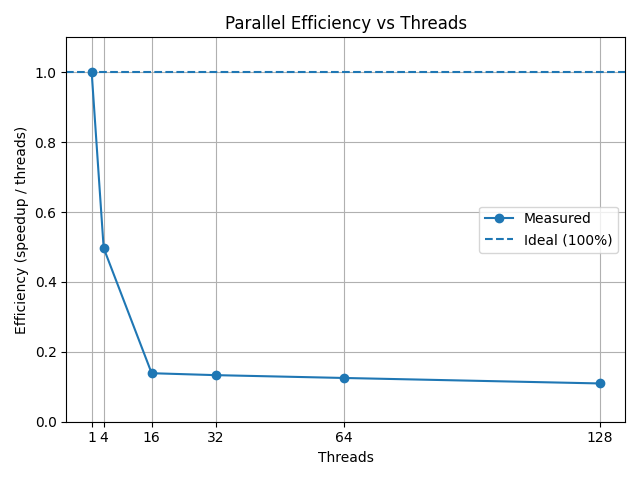 Parallel Efficiency vs Threads
Efficiency (speedup / threads)
1.0
0.8
0.6
0.4
0.2
0.0
Measured
Ideal (100%)
1 4 16 32 64 128
Threads